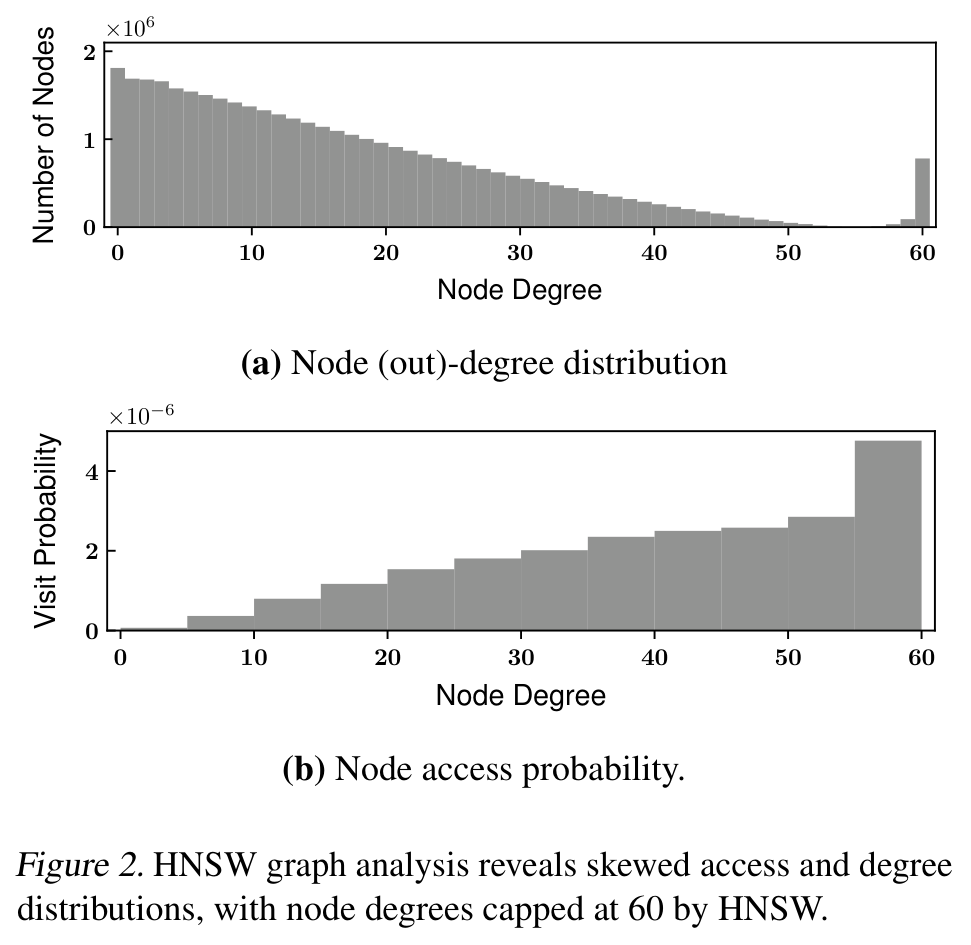 ×10⁶
2
1
0
Number of Nodes
0 10 20 30 40 50 60
Node Degree
(a) Node (out)-degree distribution
×10⁻⁶
4
2
0
Visit Probability
0 10 20 30 40 50 60
Node Degree
(b) Node access probability.
Figure 2. HNSW graph analysis reveals skewed access and degree
distributions, with node degrees capped at 60 by HNSW.